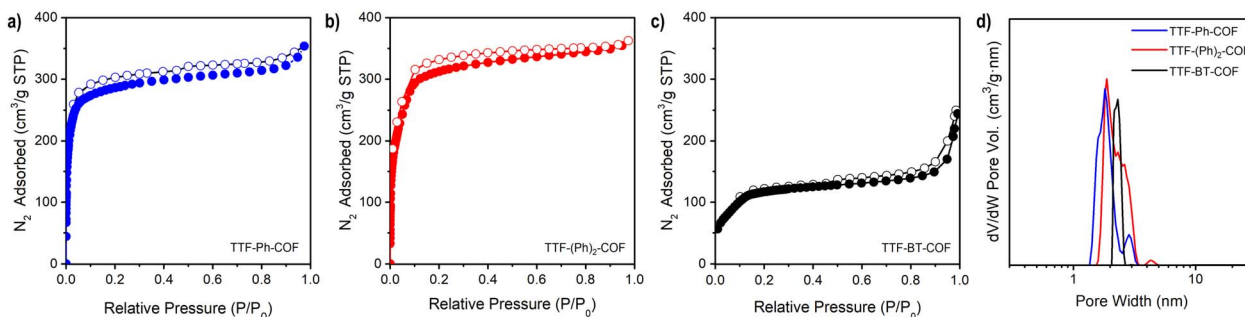 a)
400
300
200
100
0
0.0 0.2 0.4 0.6 0.8 1.0
N₂ Adsorbed (cm³/g STP)
Relative Pressure (P/P₀)
TTF-Ph-COF
b)
400
300
200
100
0
0.0 0.2 0.4 0.6 0.8 1.0
N₂ Adsorbed (cm³/g STP)
Relative Pressure (P/P₀)
TTF-(Ph)₂-COF
c)
400
300
200
100
0
0.0 0.2 0.4 0.6 0.8 1.0
N₂ Adsorbed (cm³/g STP)
Relative Pressure (P/P₀)
TTF-BT-COF
d)
TTF-Ph-COF
TTF-(Ph)₂-COF
TTF-BT-COF
dV/dW Pore Vol. (cm³/g·nm)
1 10
Pore Width (nm)